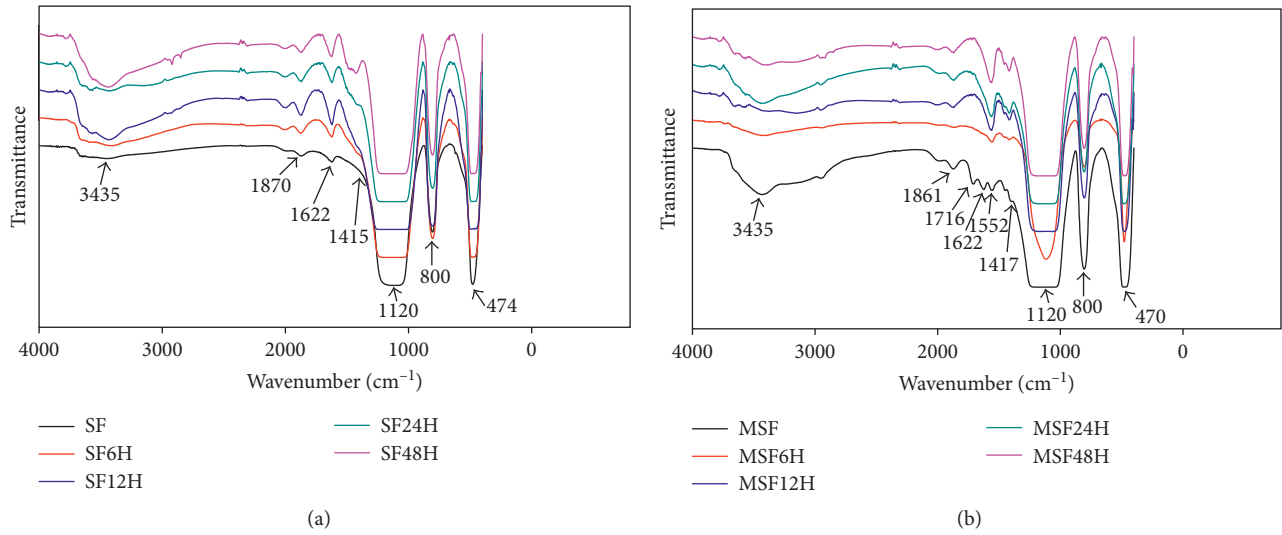 Transmittance
3435
1870
1622
1415
1120
800
474
4000 3000 2000 1000 0
Wavenumber (cm⁻¹)
SF
SF6H
SF12H
SF24H
SF48H
(a)
Transmittance
3435
1861
1716
1622
1552
1417
1120
800
470
4000 3000 2000 1000 0
Wavenumber (cm⁻¹)
MSF
MSF6H
MSF12H
MSF24H
MSF48H
(b)